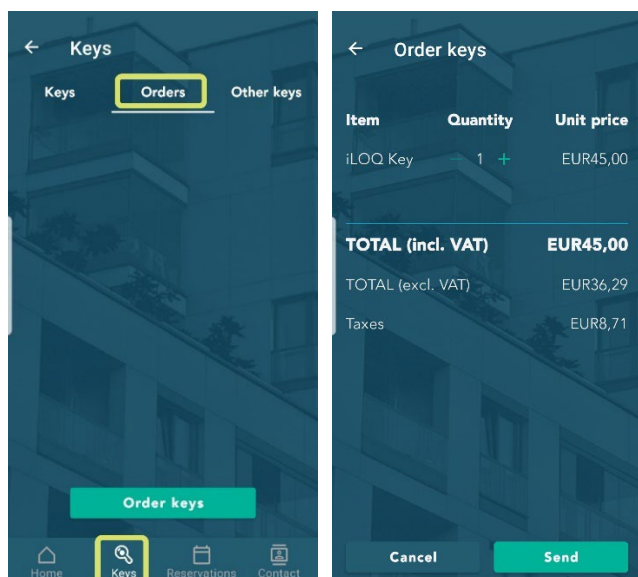 Keys
Keys Orders Other keys
Order keys
Home Keys Reservations Contact
Order keys
Item Quantity Unit price
iLOQ Key - 1 + EUR45,00
TOTAL (incl. VAT) EUR45,00
TOTAL (excl. VAT) EUR36,29
Taxes EUR8,71
Cancel Send